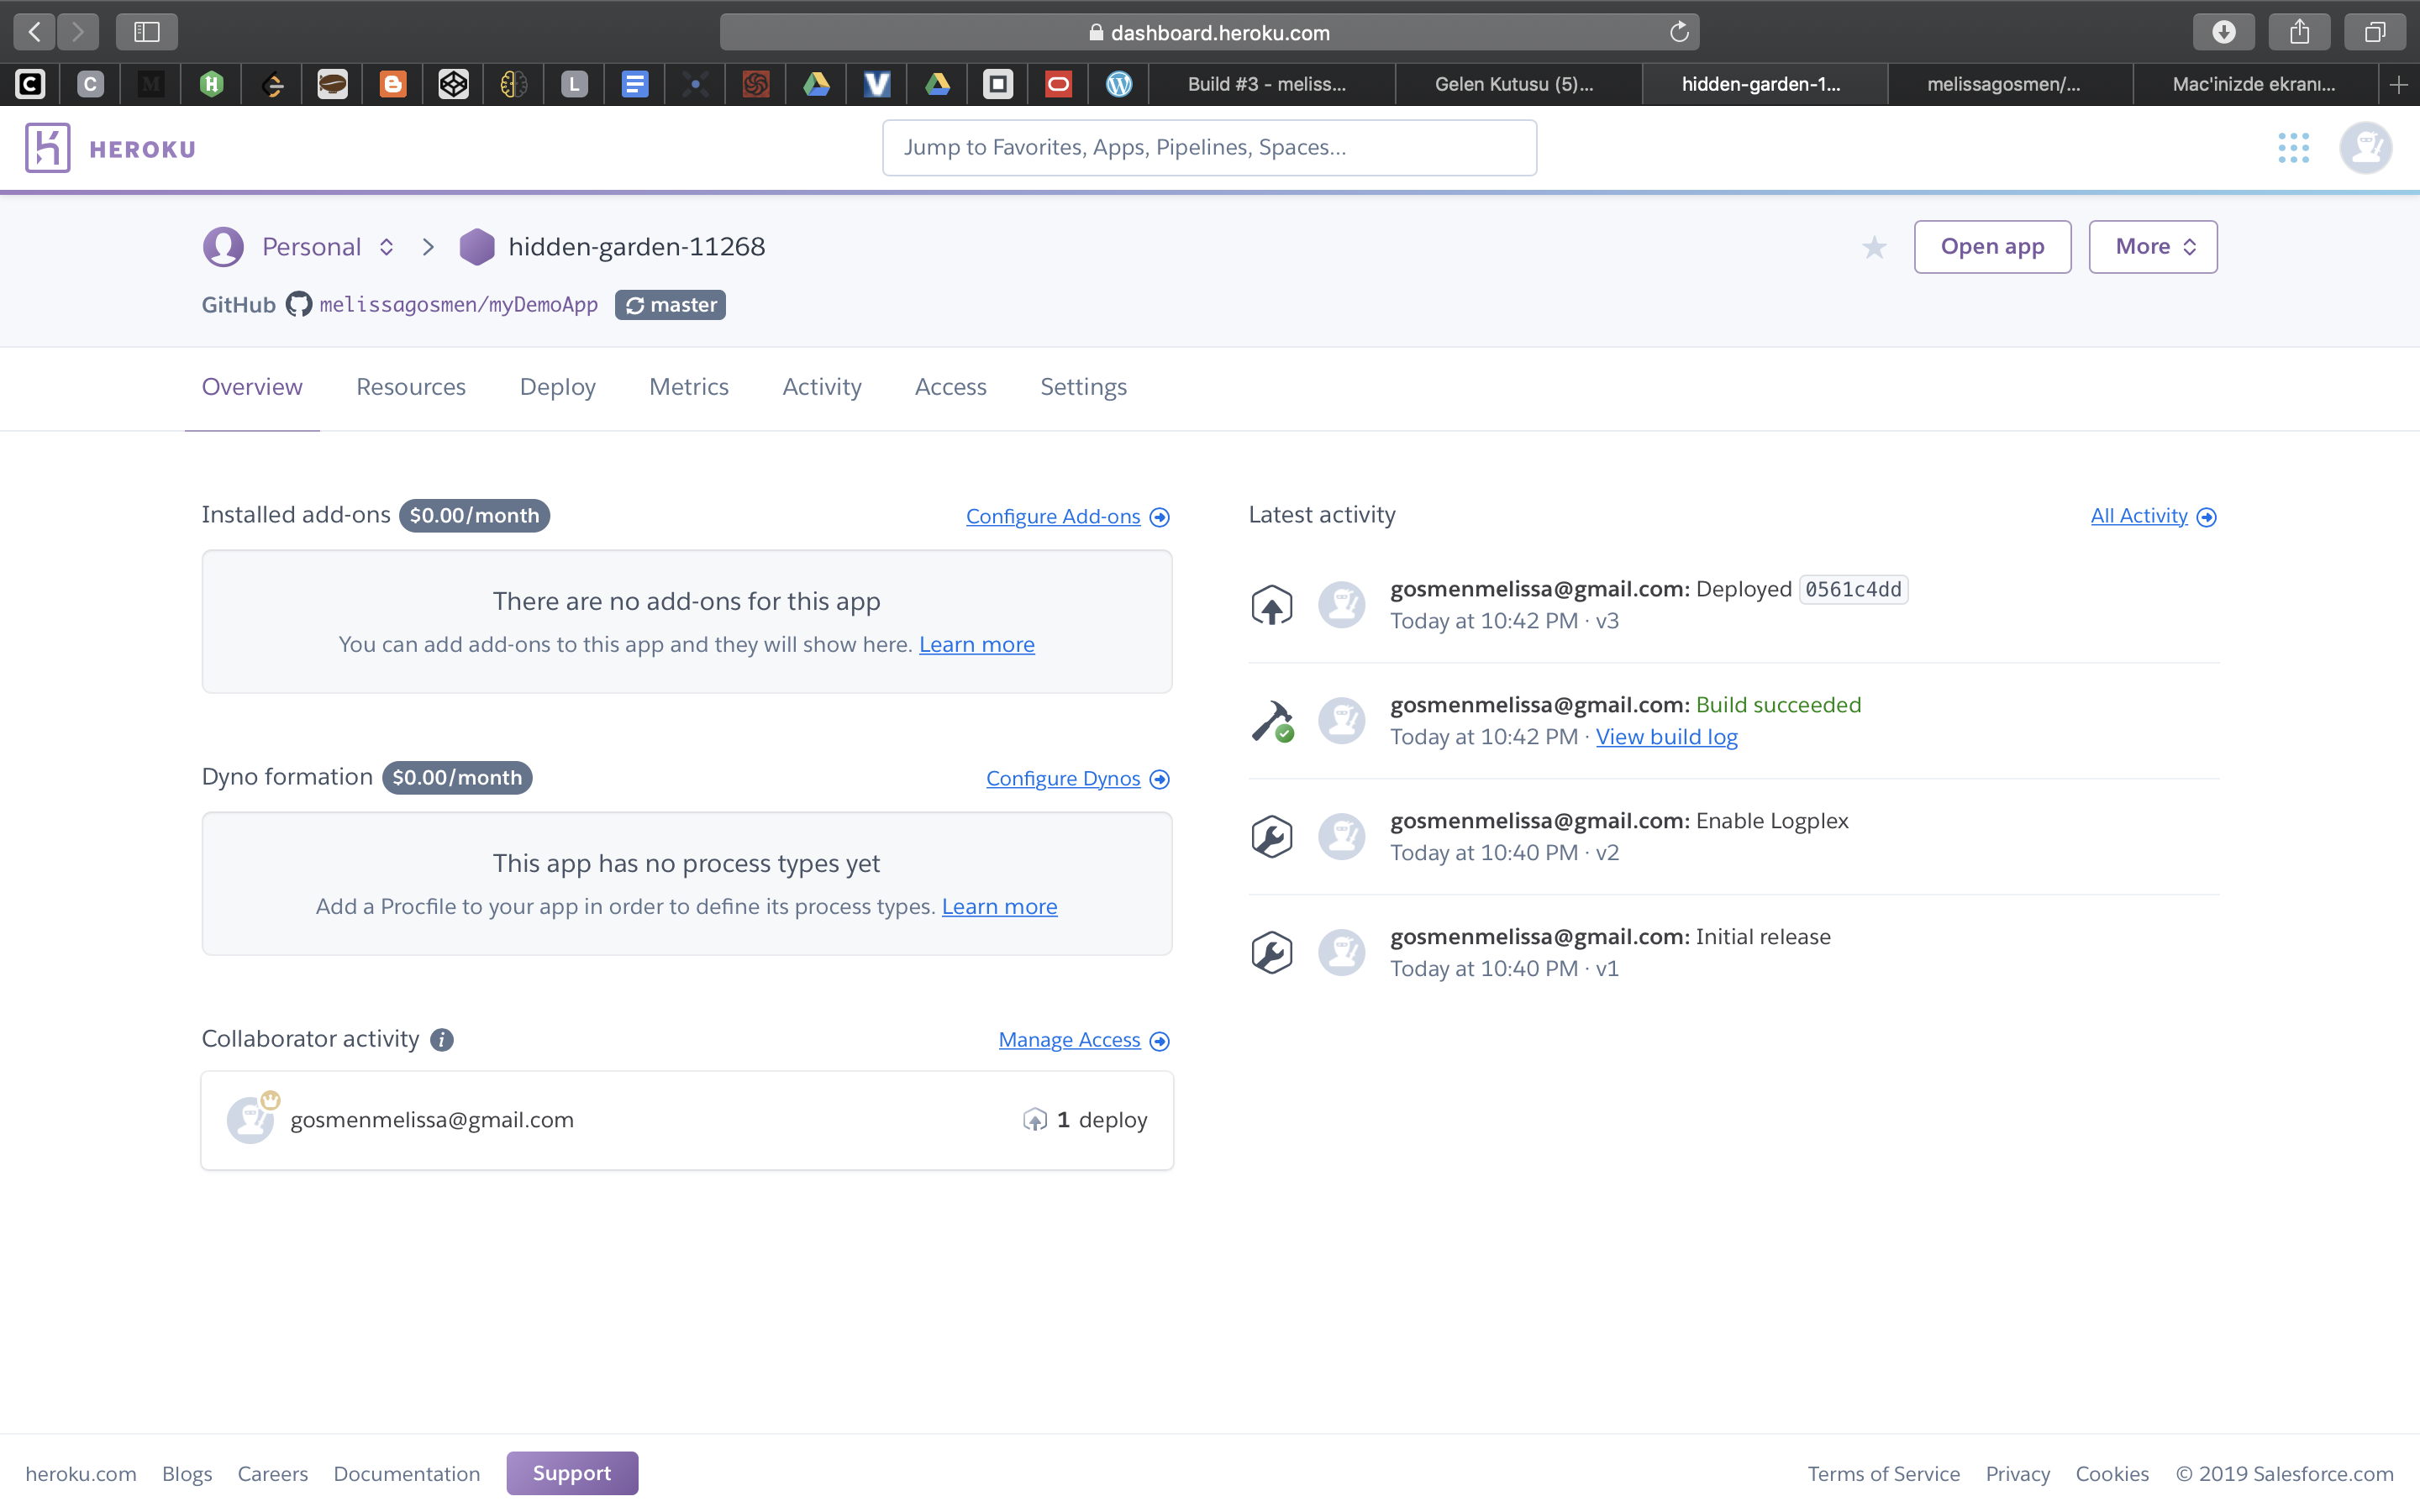 dashboard.heroku.com
C C M H L V
Build #3 - meliss... Gelen Kutusu (5)... hidden-garden-1... melissagosmen/... Mac'inizde ekranı...
HEROKU
Jump to Favorites, Apps, Pipelines, Spaces...
Personal hidden-garden-11268
Open app More
GitHub melissagosmen/myDemoApp master
Overview Resources Deploy Metrics Activity Access Settings
Installed add-ons $0.00/month Configure Add-ons
There are no add-ons for this app
You can add add-ons to this app and they will show here. Learn more
Dyno formation $0.00/month Configure Dynos
This app has no process types yet
Add a Procfile to your app in order to define its process types. Learn more
Collaborator activity Manage Access
gosmenmelissa@gmail.com 1 deploy
Latest activity All Activity
gosmenmelissa@gmail.com: Deployed 0561c4dd
Today at 10:42 PM · v3
gosmenmelissa@gmail.com: Build succeeded
Today at 10:42 PM · View build log
gosmenmelissa@gmail.com: Enable Logplex
Today at 10:40 PM · v2
gosmenmelissa@gmail.com: Initial release
Today at 10:40 PM · v1
heroku.com Blogs Careers Documentation Support
Terms of Service Privacy Cookies © 2019 Salesforce.com